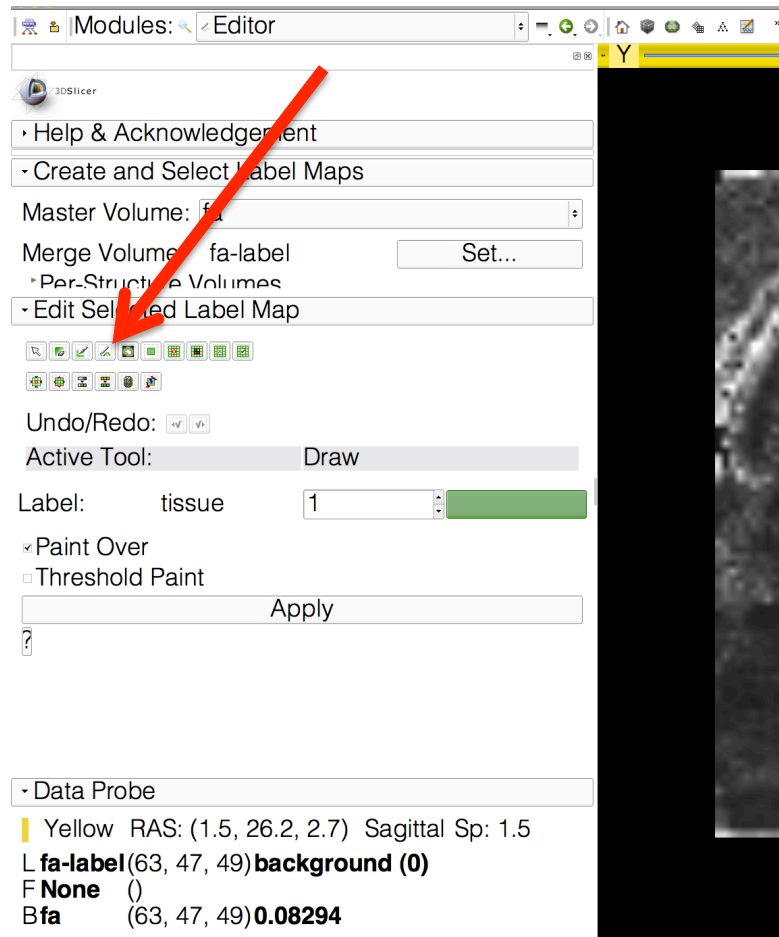 Modules: Editor
Y
3DSlicer
Help & Acknowledgement
Create and Select Label Maps
Master Volume: fa
Merge Volume: fa-label Set...
Per-Structure Volumes
Edit Selected Label Map
Undo/Redo:
Active Tool: Draw
Label: tissue 1
Paint Over
Threshold Paint
Apply
?
Data Probe
Yellow RAS: (1.5, 26.2, 2.7) Sagittal Sp: 1.5
L fa-label (63, 47, 49) background (0)
F None ()
B fa (63, 47, 49) 0.08294